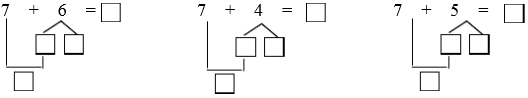 7 + 6 = 7 + 4 = 7 + 5 =